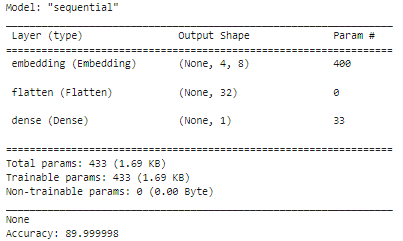 Model: "sequential"
Layer (type) Output Shape Param #
embedding (Embedding) (None, 4, 8) 400
flatten (Flatten) (None, 32) 0
dense (Dense) (None, 1) 33
Total params: 433 (1.69 KB)
Trainable params: 433 (1.69 KB)
Non-trainable params: 0 (0.00 Byte)
None
Accuracy: 89.999998